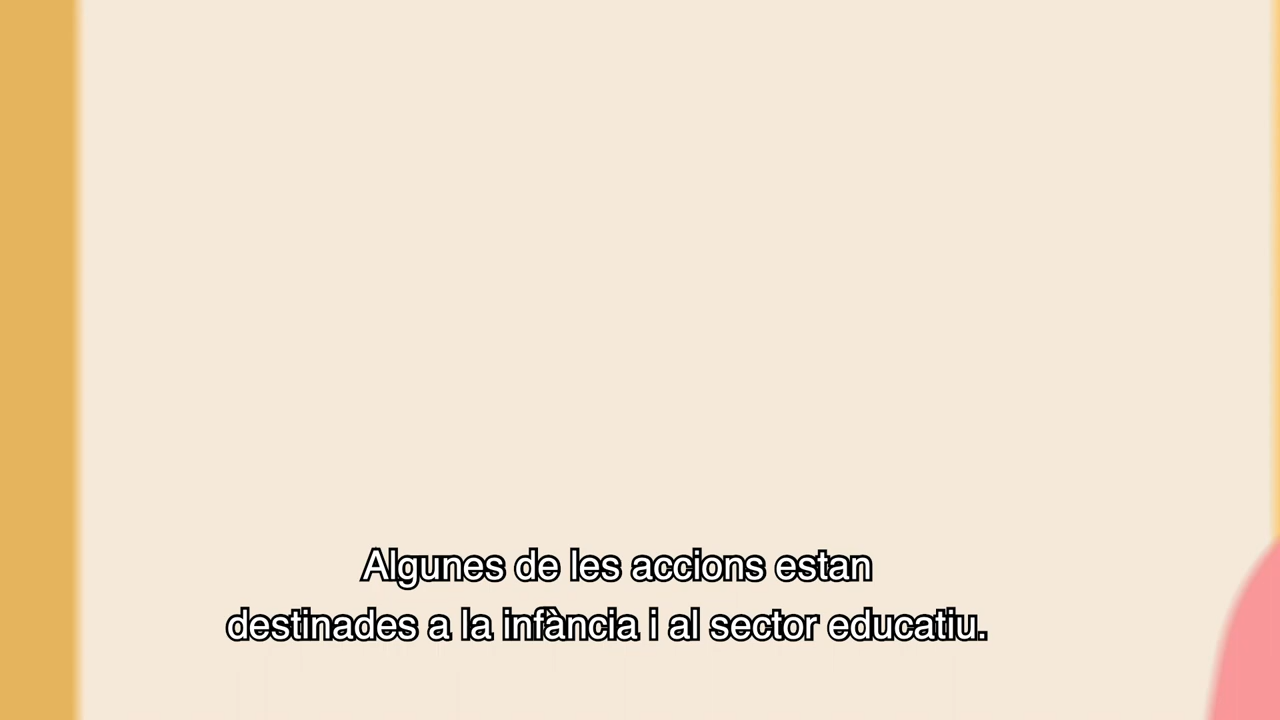 Algunes de les accions estan
destinades a la infància i al sector educatiu.